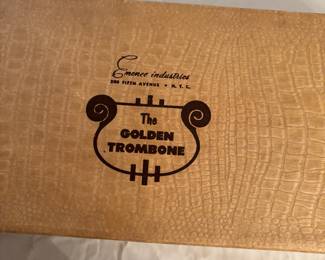 Emenee industries
200 FIFTH AVENUE • N. Y. C.
The
GOLDEN
TROMBONE